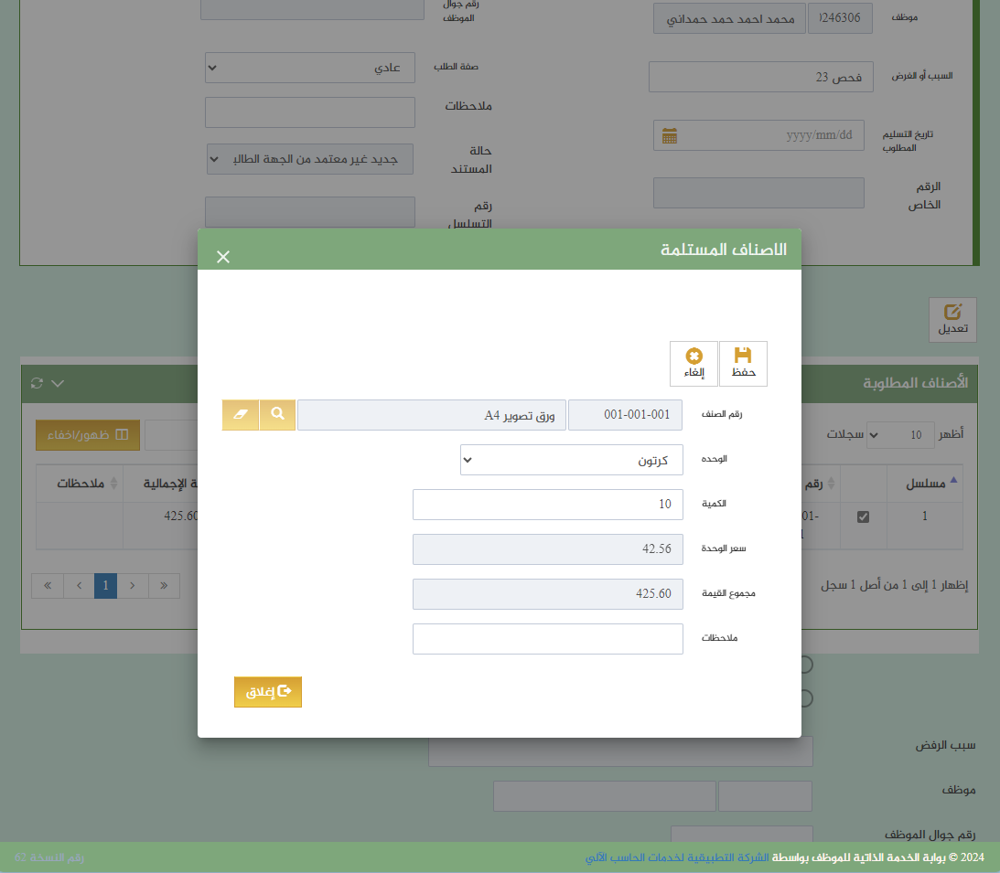 رقم جوال الموظف
موظف
0246306
محمد احمد حمد حمداني
السبب أو الغرض
فحص 23
صفة الطلب
عادي
ملاحظات
تاريخ التسليم المطلوب
yyyy/mm/dd
حالة المستند
جديد غير معتمد من الجهة الطالب
الرقم الخاص
رقم التسلسل
الاصناف المستلمة
تعديل
حفظ
إلغاء
رقم الصنف
001-001-001
ورق تصوير A4
الوحده
كرتون
الكمية
10
سعر الوحدة
42.56
مجموع القيمة
425.60
ملاحظات
إغلاق
الأصناف المطلوبة
أظهر 10 سجلات
ظهور/اخفاء
مسلسل
رقم
ة الإجمالية
ملاحظات
1
01-
1
425.60
إظهار 1 إلى 1 من أصل 1 سجل
« ‹ 1 › »
سبب الرفض
موظف
رقم جوال الموظف
2024 © بوابة الخدمة الذاتية للموظف بواسطة الشركة التطبيقية لخدمات الحاسب الآلي
رقم النسخة 62